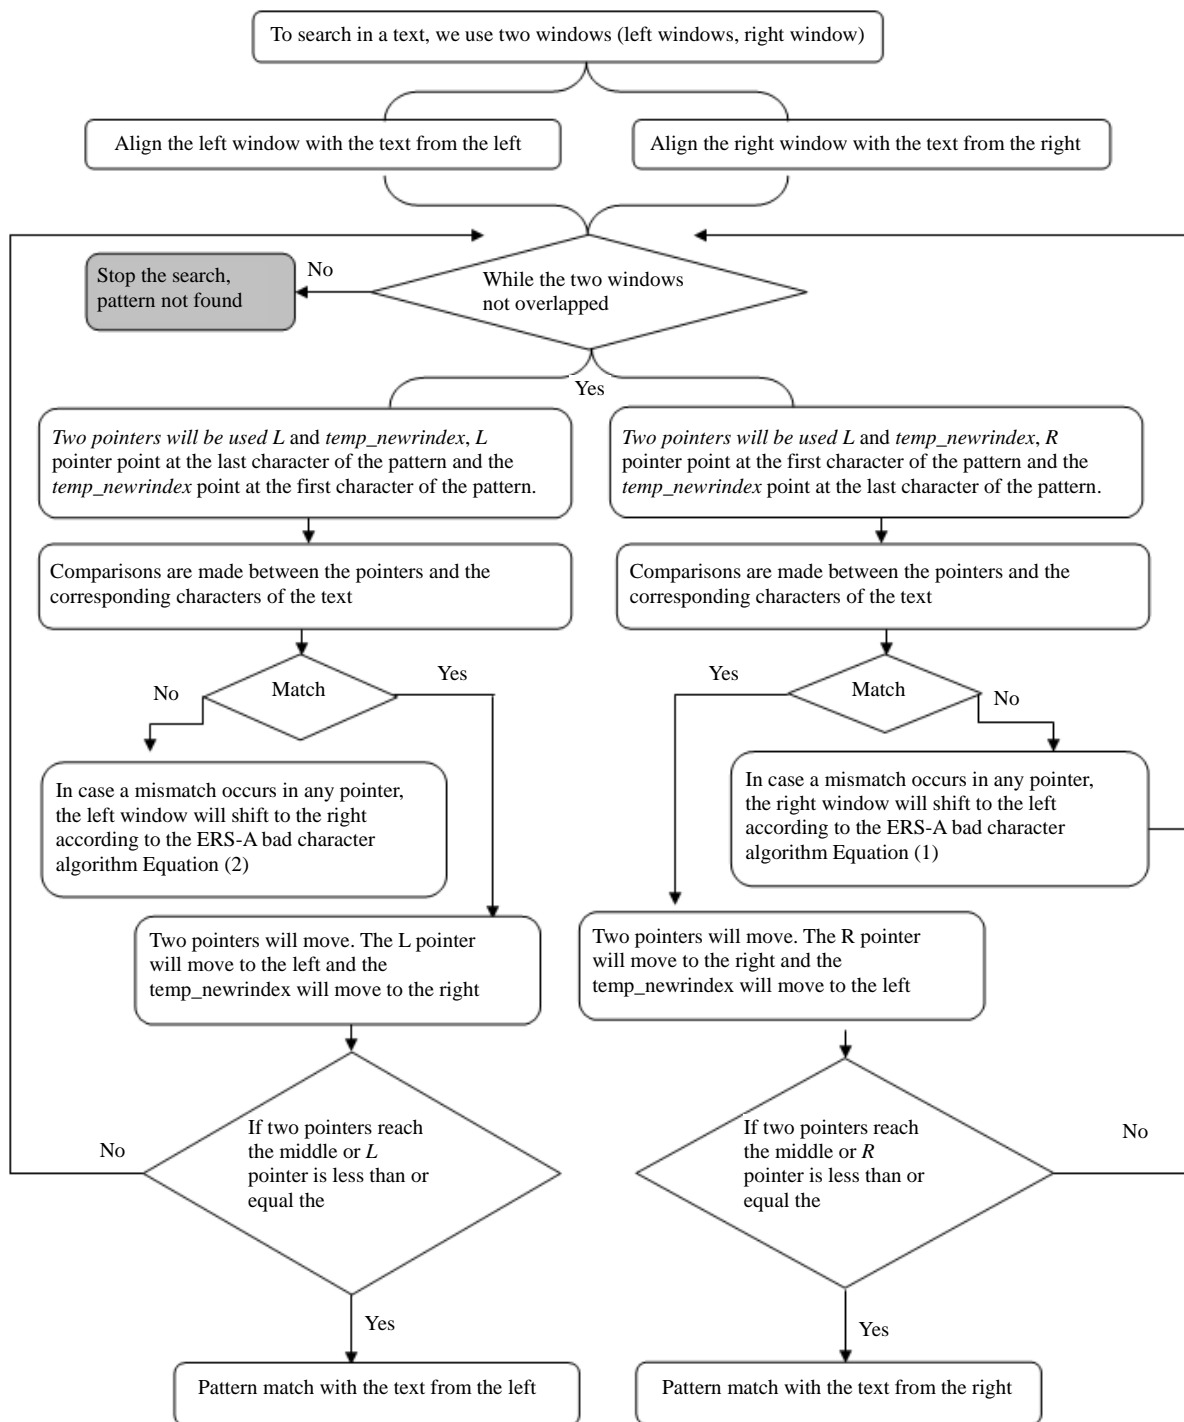 To search in a text, we use two windows (left windows, right window)
Align the left window with the text from the left
Align the right window with the text from the right
Stop the search,
pattern not found
No
While the two windows
not overlapped
Yes
Two pointers will be used L and temp_newrindex, L
pointer point at the last character of the pattern and the
temp_newrindex point at the first character of the pattern.
Two pointers will be used L and temp_newrindex, R
pointer point at the first character of the pattern and the
temp_newrindex point at the last character of the pattern.
Comparisons are made between the pointers and the
corresponding characters of the text
Comparisons are made between the pointers and the
corresponding characters of the text
No
Match
Yes
Yes
Match
No
In case a mismatch occurs in any pointer,
the left window will shift to the right
according to the ERS-A bad character
algorithm Equation (2)
In case a mismatch occurs in any pointer,
the right window will shift to the left
according to the ERS-A bad character
algorithm Equation (1)
Two pointers will move. The L pointer
will move to the left and the
temp_newrindex will move to the right
Two pointers will move. The R pointer
will move to the right and the
temp_newrindex will move to the left
No
If two pointers reach
the middle or L
pointer is less than or
equal the
If two pointers reach
the middle or R
pointer is less than or
equal the
No
Yes
Yes
Pattern match with the text from the left
Pattern match with the text from the right